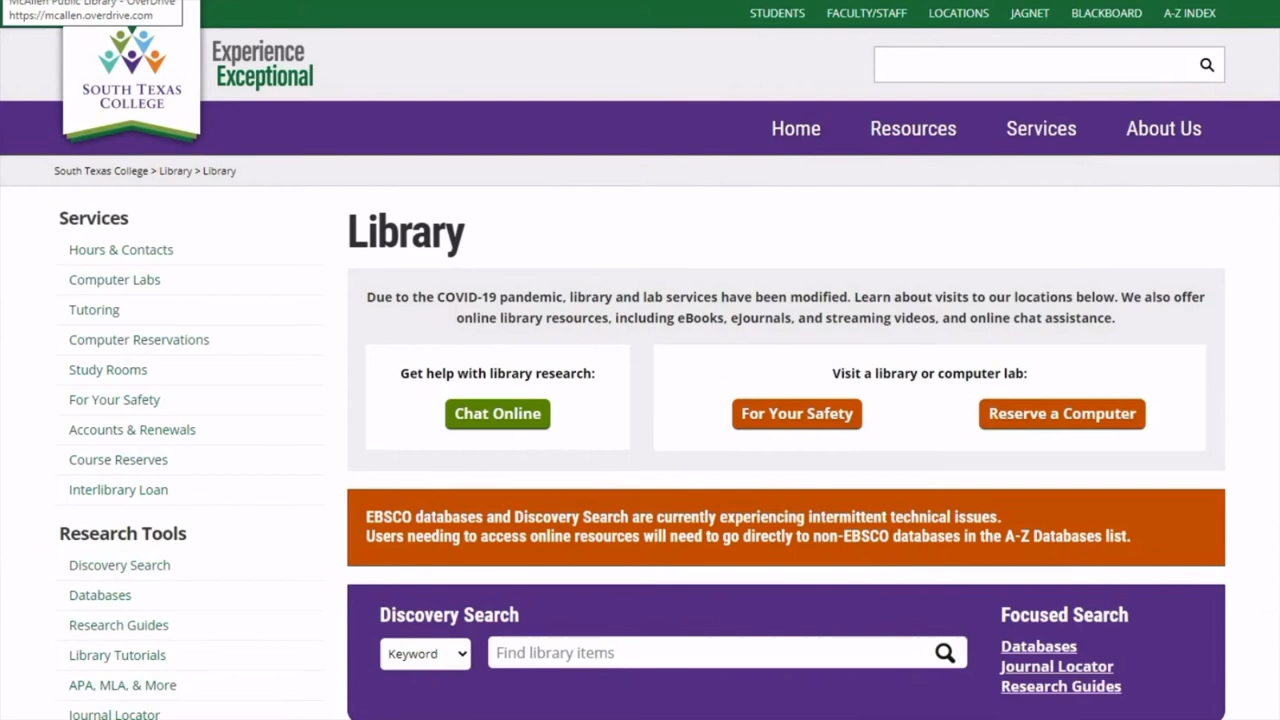 McAllen Public Library - OverDrive
https://mcallen.overdrive.com
STUDENTS FACULTY/STAFF LOCATIONS JAGNET BLACKBOARD A-Z INDEX
SOUTH TEXAS
COLLEGE
Experience
Exceptional
Home Resources Services About Us
South Texas College > Library > Library
Services
Hours & Contacts
Computer Labs
Tutoring
Computer Reservations
Study Rooms
For Your Safety
Accounts & Renewals
Course Reserves
Interlibrary Loan
Research Tools
Discovery Search
Databases
Research Guides
Library Tutorials
APA, MLA, & More
Journal Locator
Library
Due to the COVID-19 pandemic, library and lab services have been modified. Learn about visits to our locations below. We also offer
online library resources, including eBooks, eJournals, and streaming videos, and online chat assistance.
Get help with library research:
Chat Online
Visit a library or computer lab:
For Your Safety Reserve a Computer
EBSCO databases and Discovery Search are currently experiencing intermittent technical issues.
Users needing to access online resources will need to go directly to non-EBSCO databases in the A-Z Databases list.
Discovery Search
Keyword Find library items
Focused Search
Databases
Journal Locator
Research Guides